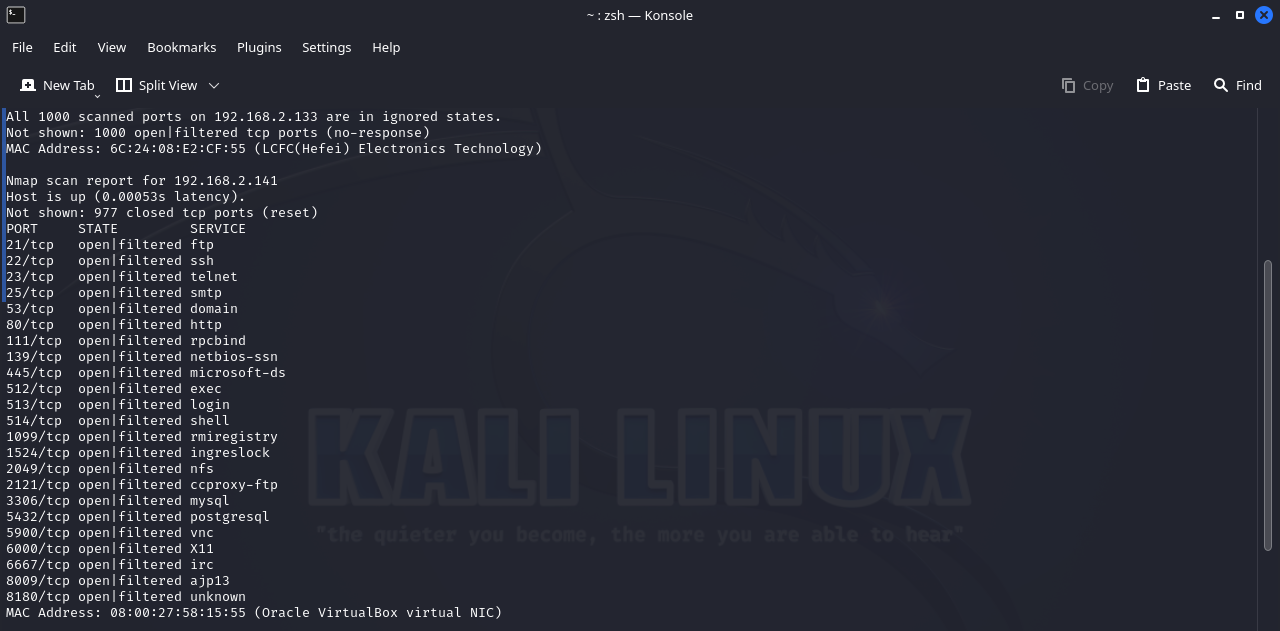 ~ : zsh — Konsole
File Edit View Bookmarks Plugins Settings Help
New Tab Split View Copy Paste Find
All 1000 scanned ports on 192.168.2.133 are in ignored states.
Not shown: 1000 open|filtered tcp ports (no-response)
MAC Address: 6C:24:08:E2:CF:55 (LCFC(Hefei) Electronics Technology)
Nmap scan report for 192.168.2.141
Host is up (0.00053s latency).
Not shown: 977 closed tcp ports (reset)
PORT     STATE         SERVICE
21/tcp   open|filtered ftp
22/tcp   open|filtered ssh
23/tcp   open|filtered telnet
25/tcp   open|filtered smtp
53/tcp   open|filtered domain
80/tcp   open|filtered http
111/tcp  open|filtered rpcbind
139/tcp  open|filtered netbios-ssn
445/tcp  open|filtered microsoft-ds
512/tcp  open|filtered exec
513/tcp  open|filtered login
514/tcp  open|filtered shell
1099/tcp open|filtered rmiregistry
1524/tcp open|filtered ingreslock
2049/tcp open|filtered nfs
2121/tcp open|filtered ccproxy-ftp
3306/tcp open|filtered mysql
5432/tcp open|filtered postgresql
5900/tcp open|filtered vnc
6000/tcp open|filtered X11
6667/tcp open|filtered irc
8009/tcp open|filtered ajp13
8180/tcp open|filtered unknown
MAC Address: 08:00:27:58:15:55 (Oracle VirtualBox virtual NIC)
KALI LINUX
"the quieter you become, the more you are able to hear"